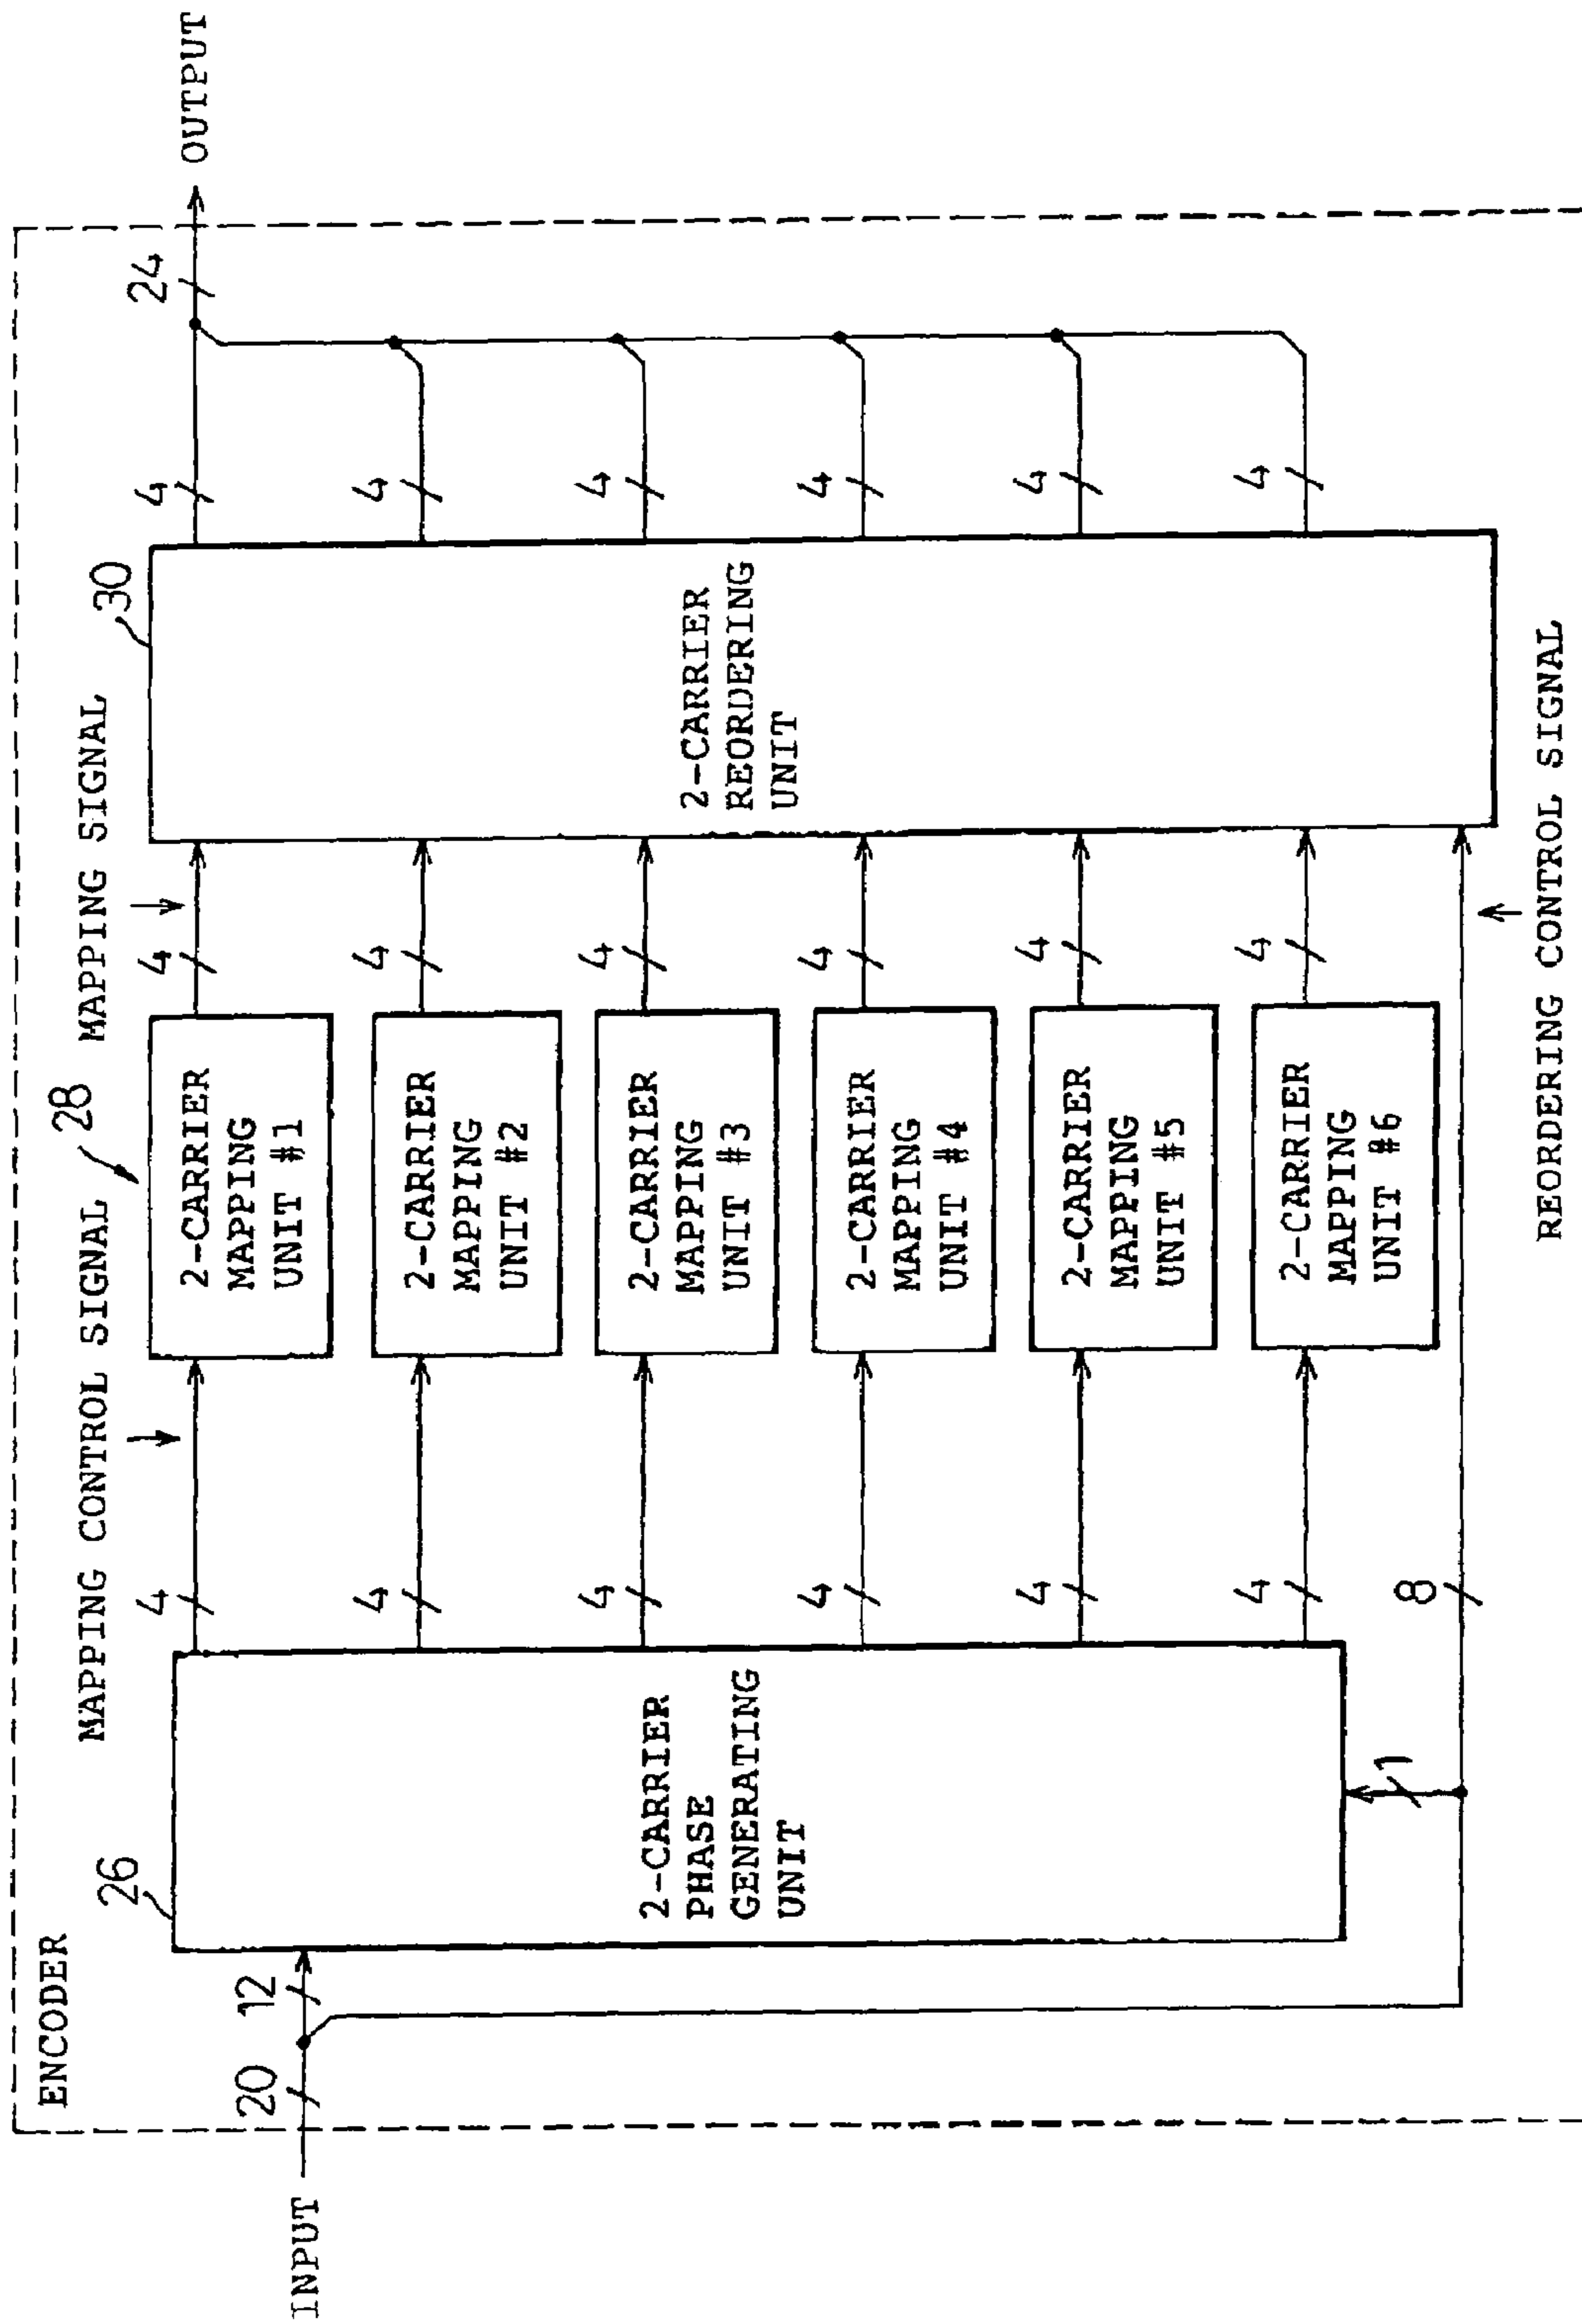 ENCODER
INPUT
20
12
26
2-CARRIER
PHASE
GENERATING
UNIT
1
8
MAPPING CONTROL SIGNAL
4
4
4
4
4
4
28
2-CARRIER
MAPPING
UNIT #1
2-CARRIER
MAPPING
UNIT #2
2-CARRIER
MAPPING
UNIT #3
2-CARRIER
MAPPING
UNIT #4
2-CARRIER
MAPPING
UNIT #5
2-CARRIER
MAPPING
UNIT #6
MAPPING SIGNAL
4
4
4
4
4
4
REORDERING CONTROL SIGNAL
30
2-CARRIER
REORDERING
UNIT
4
4
4
4
4
4
24
OUTPUT